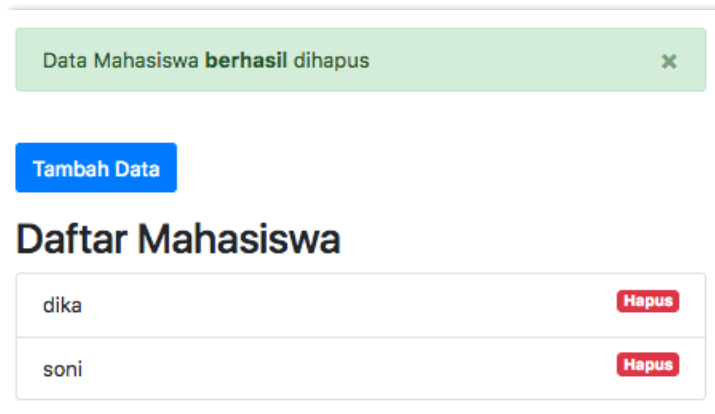 Data Mahasiswa berhasil dihapus ×
Tambah Data
Daftar Mahasiswa
dika Hapus
soni Hapus